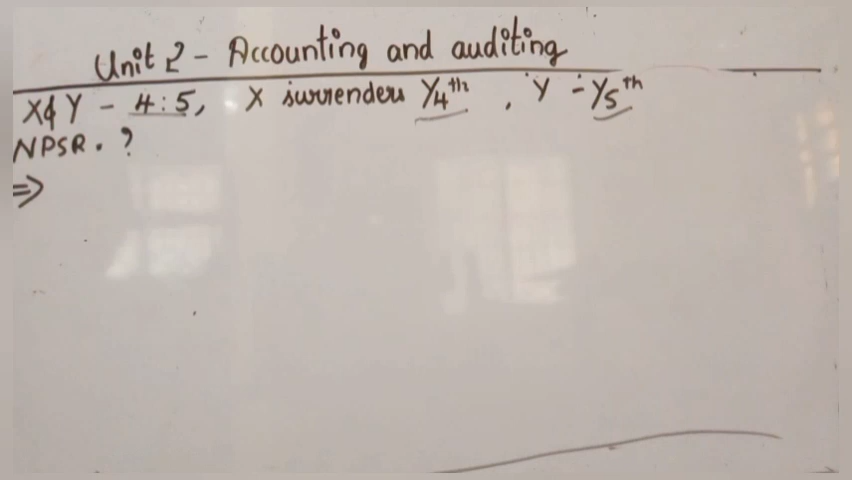 Unit 2 - Accounting and auditing
X & Y - 4:5, X surrenders 1/4th, Y - 1/5th
NPSR. ?
⇒